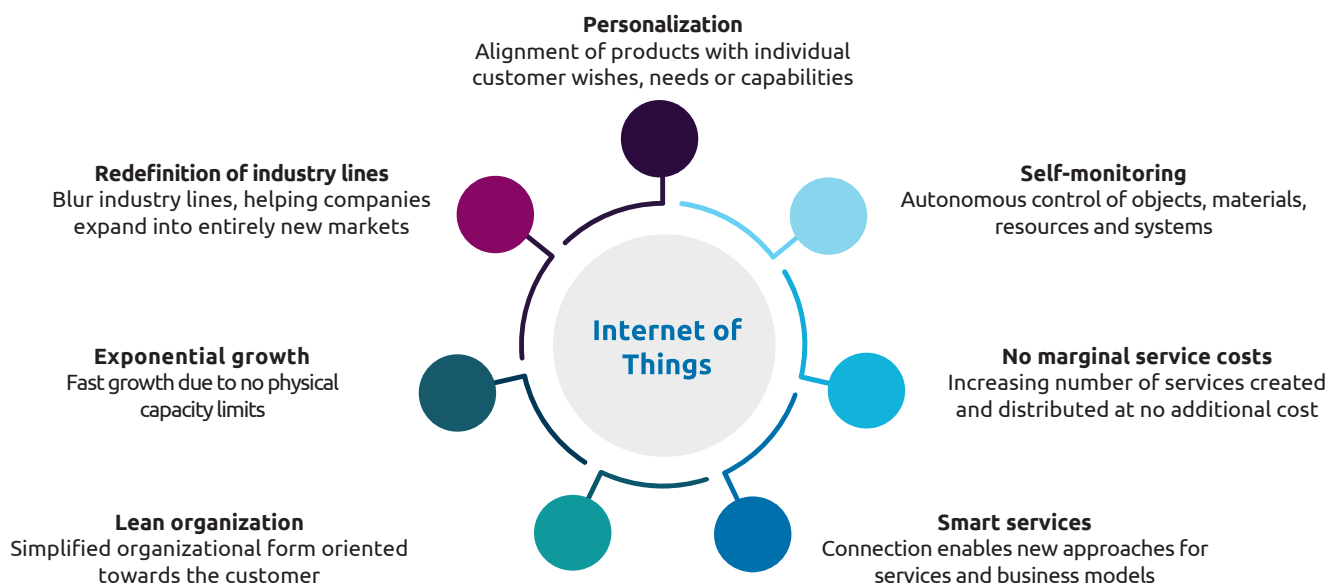 Personalization
Alignment of products with individual
customer wishes, needs or capabilities
Redefinition of industry lines
Blur industry lines, helping companies
expand into entirely new markets
Self-monitoring
Autonomous control of objects, materials,
resources and systems
Internet of
Things
Exponential growth
Fast growth due to no physical
capacity limits
No marginal service costs
Increasing number of services created
and distributed at no additional cost
Lean organization
Simplified organizational form oriented
towards the customer
Smart services
Connection enables new approaches for
services and business models